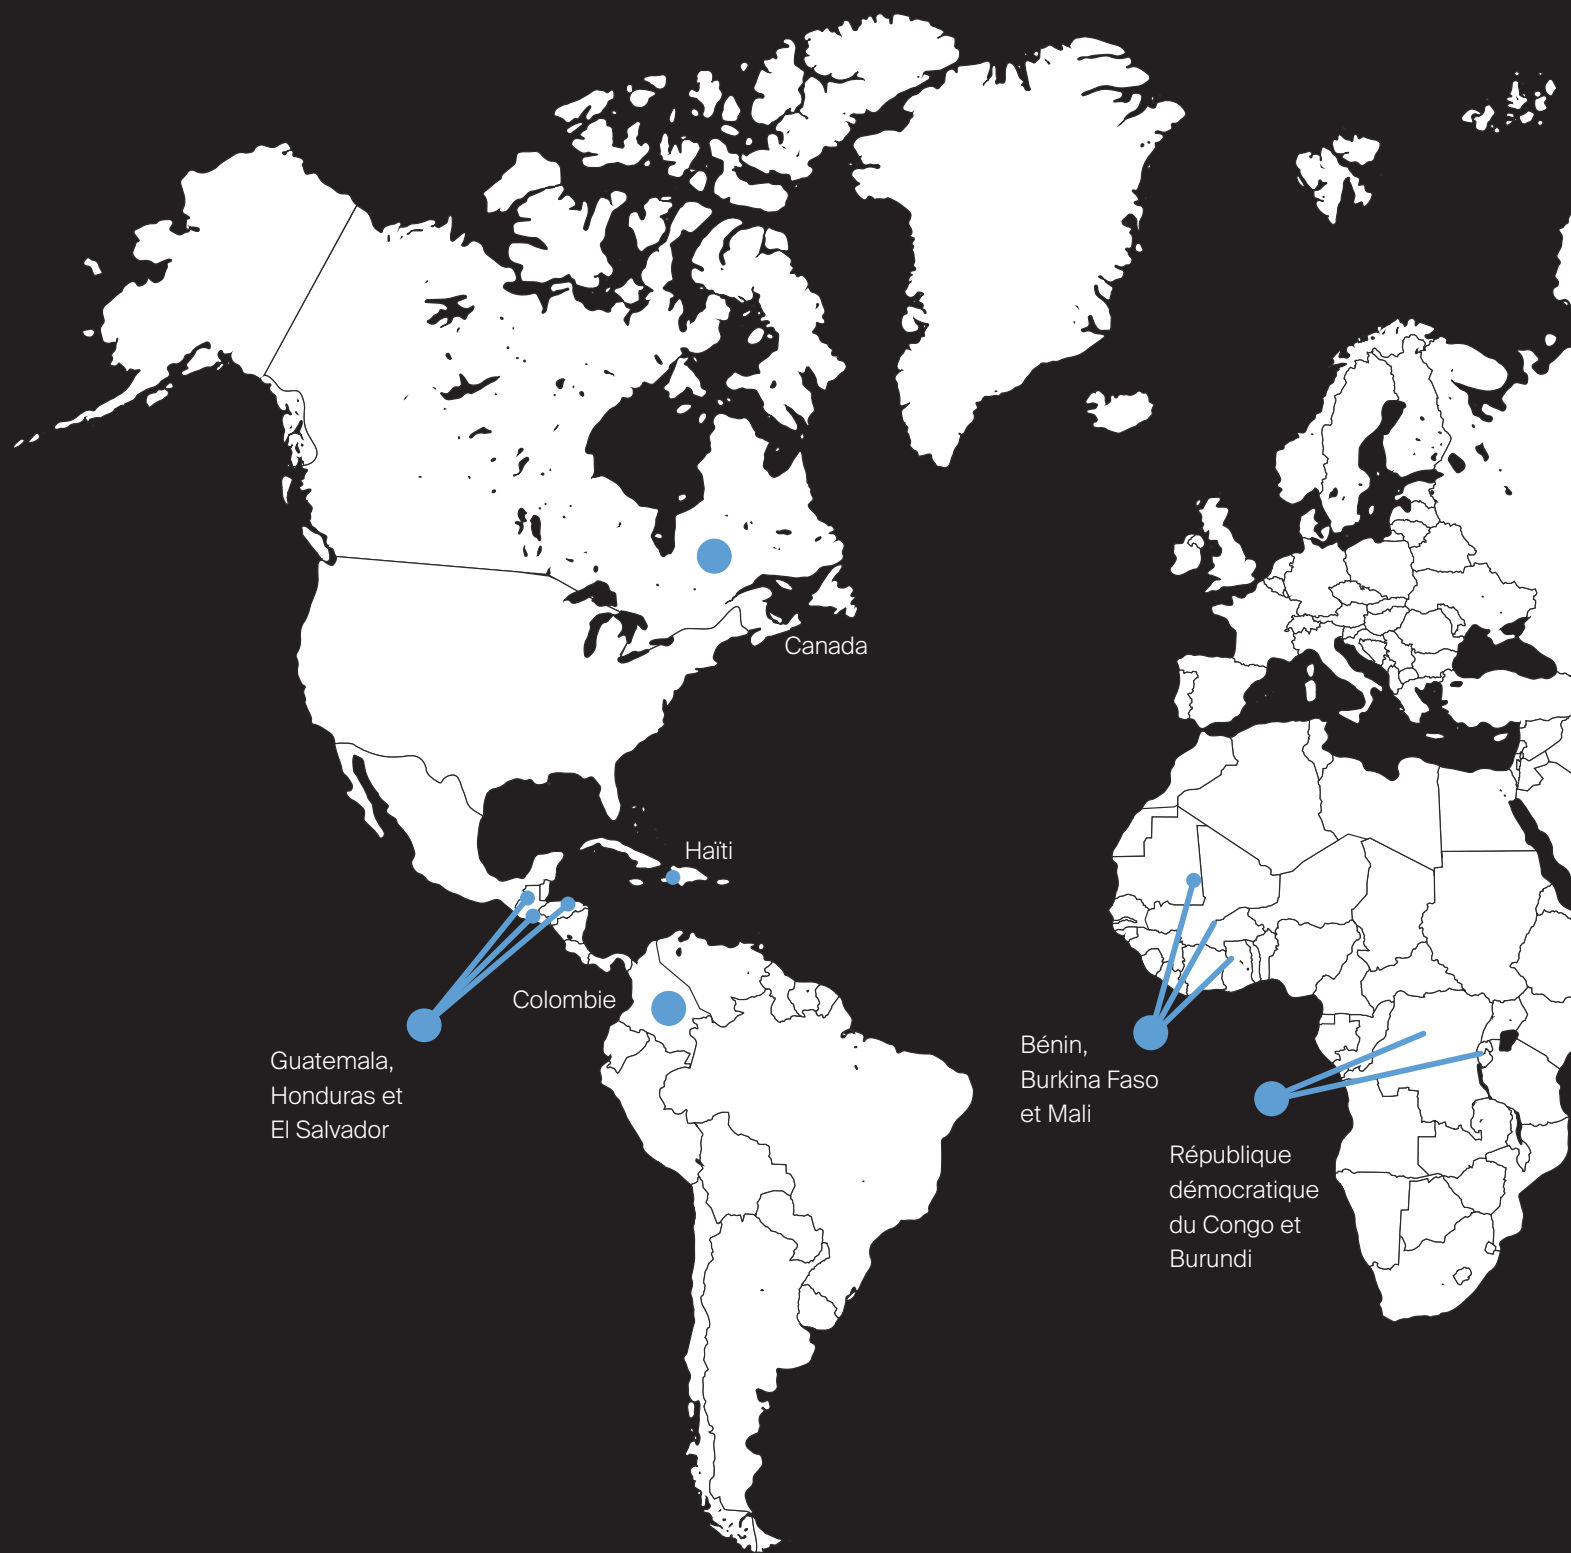 Canada
Haïti
Colombie
Guatemala,
Honduras et
El Salvador
Bénin,
Burkina Faso
et Mali
République
démocratique
du Congo et
Burundi